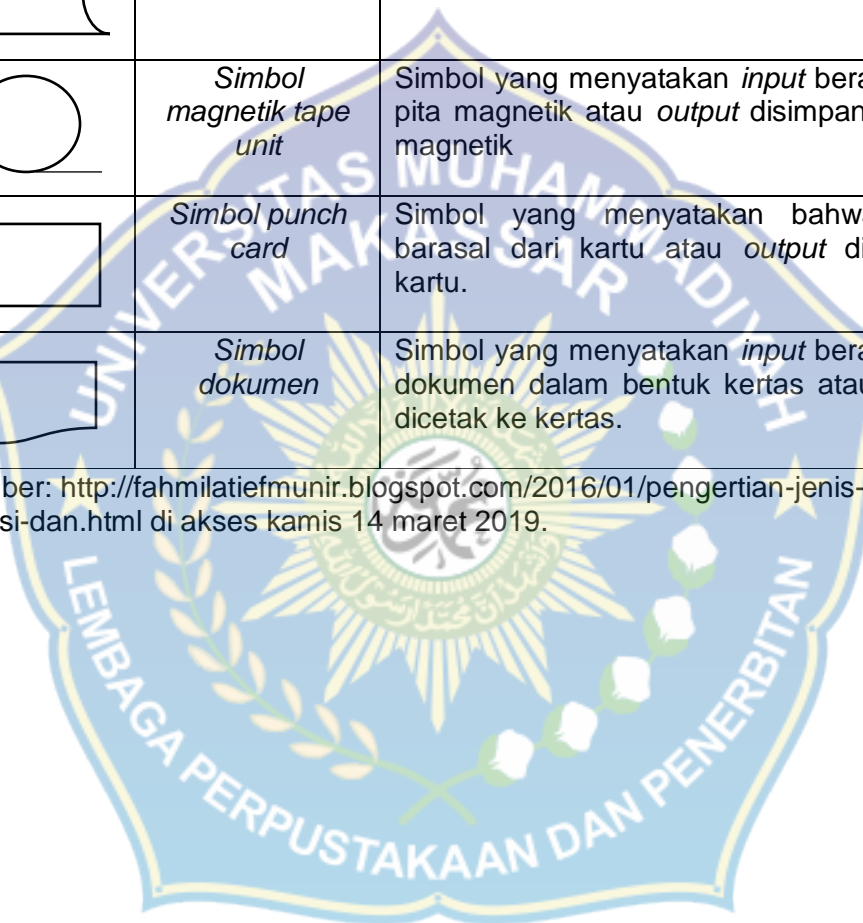 Simbol
magnetik tape
unit
Simbol yang menyatakan input bera
pita magnetik atau output disimpan
magnetik
Simbol punch
card
Simbol yang menyatakan bahwa
barasal dari kartu atau output di
kartu.
Simbol
dokumen
Simbol yang menyatakan input bera
dokumen dalam bentuk kertas atau
dicetak ke kertas.
ber: http://fahmilatiefmunir.blogspot.com/2016/01/pengertian-jenis-
si-dan.html di akses kamis 14 maret 2019.
UNIVERSITAS MUHAMMADIYAH
MAKASSAR
LEMBAGA PERPUSTAKAAN DAN PENERBITAN